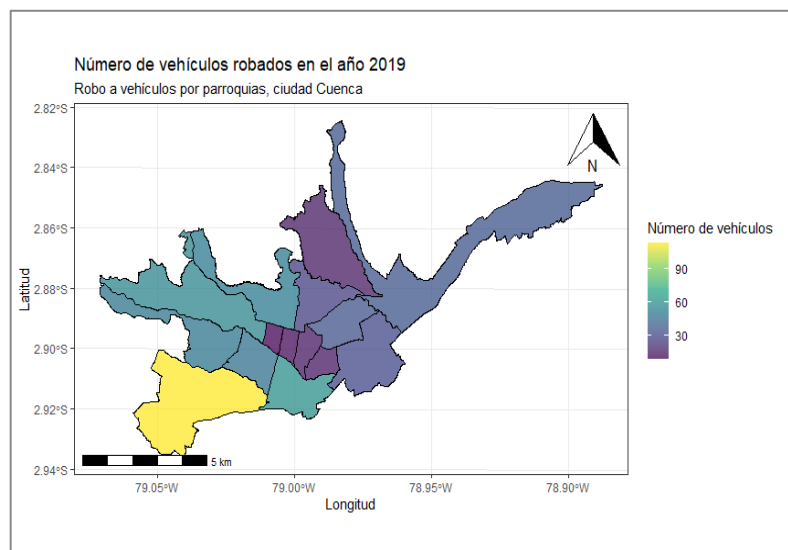 Número de vehículos robados en el año 2019
Robo a vehículos por parroquias, ciudad Cuenca
2.82°S
2.84°S
2.86°S
2.88°S
2.90°S
2.92°S
2.94°S
Latitud
N
5 km
79.05°W
79.00°W
78.95°W
78.90°W
Longitud
Número de vehículos
90
60
30